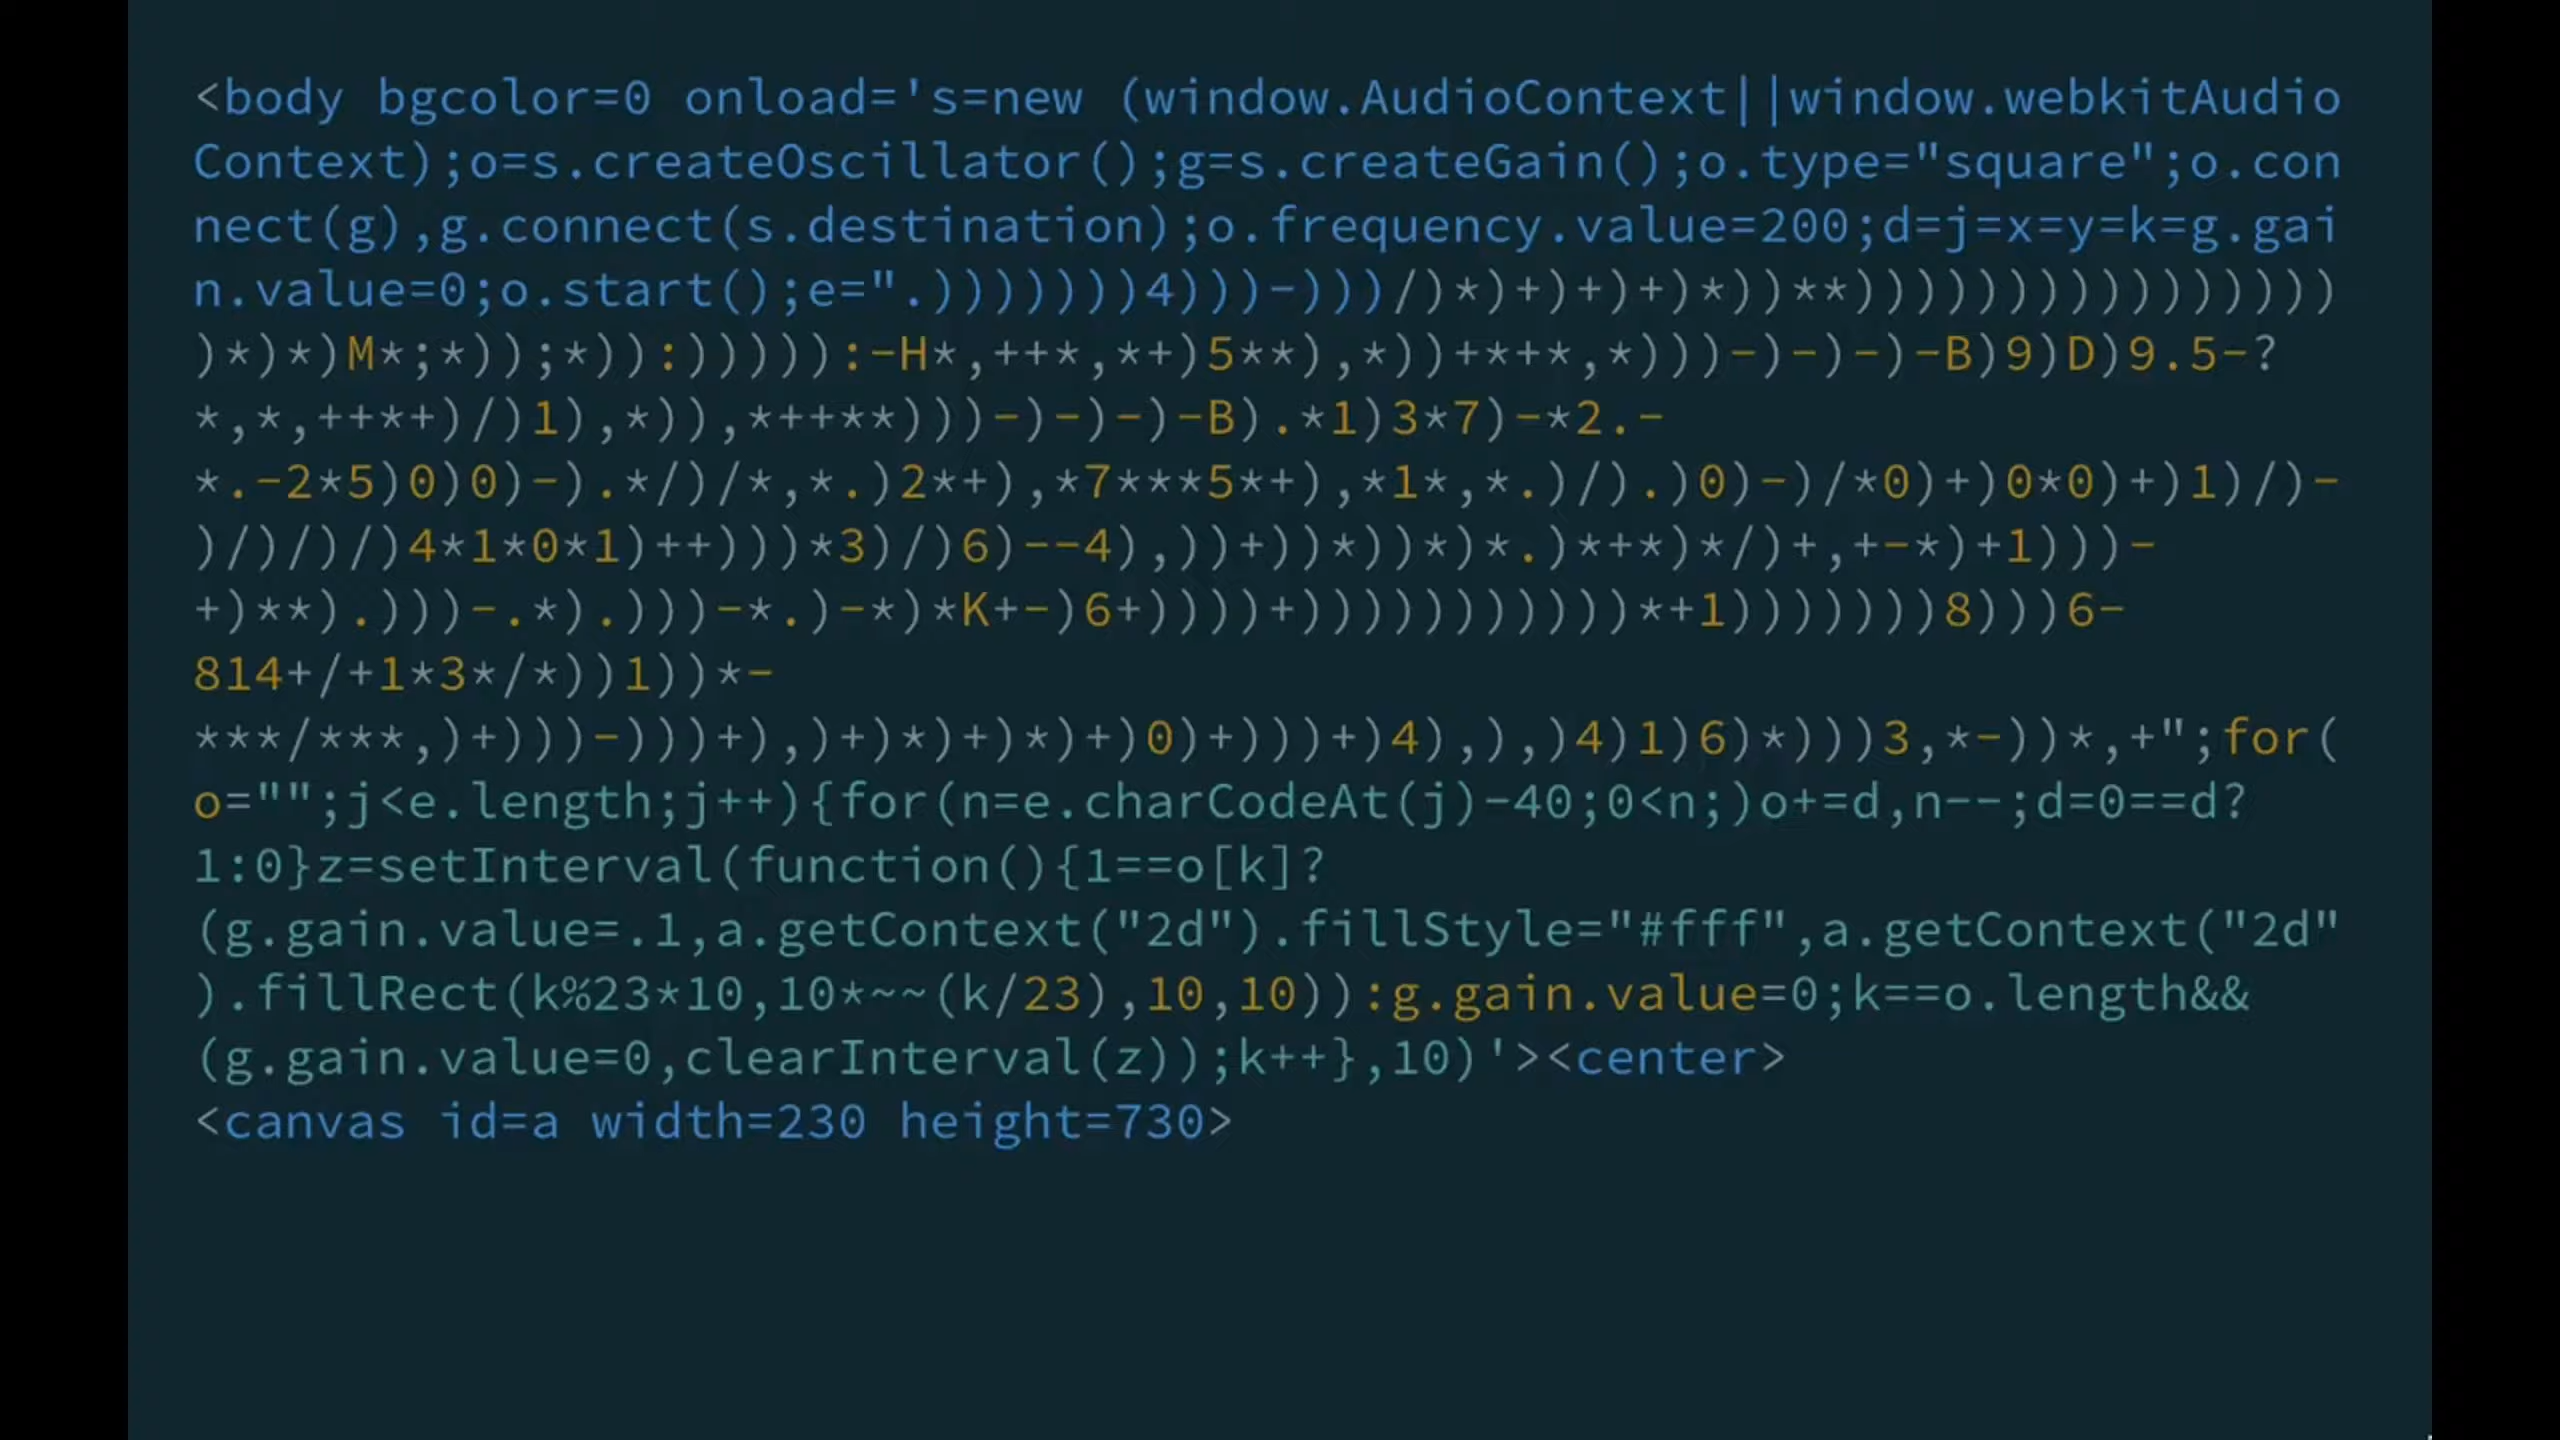 <body bgcolor=0 onload='s=new (window.AudioContext||window.webkitAudio
Context);o=s.createOscillator();g=s.createGain();o.type="square";o.con
nect(g),g.connect(s.destination);o.frequency.value=200;d=j=x=y=k=g.gai
n.value=0;o.start();e=".)))))))4)))-)))/)*)+)+)+)*))**))))))))))))))))
)*)*)M*;*));*)):))))):-H*,++*,*+)5**),*))+*+*,*)))-)-)-)-B)9)D)9.5-?
*,*,++*+)/)1),*)),*++**)))-)-)-)-B).*1)3*7)-*2.-
*.-2*5)0)0)-).*/)/*,*.)2*+),*7***5*+),*1*,*.)/).)0)-)/*0)+)0*0)+)1)/)-
)/)/)/)4*1*0*1)++)))*3)/)6)--4),))+))*))*)*.)*+*)*/)+,+-*)+1)))-
+)**).)))-.*).)))-*.)-*)*K+-)6+))))+)))))))))))*+1)))))))8)))6-
814+/+1*3*/*))1))*-
***/***,)+)))-)))+),)+)*)+)*)+)0)+)))+)4),),)4)1)6)*)))3,*-))*,+";for(
o="";j<e.length;j++){for(n=e.charCodeAt(j)-40;0<n;)o+=d,n--;d=0==d?
1:0}z=setInterval(function(){1==o[k]?
(g.gain.value=.1,a.getContext("2d").fillStyle="#fff",a.getContext("2d"
).fillRect(k%23*10,10*~~(k/23),10,10)):g.gain.value=0;k==o.length&&
(g.gain.value=0,clearInterval(z));k++},10)'><center>
<canvas id=a width=230 height=730>